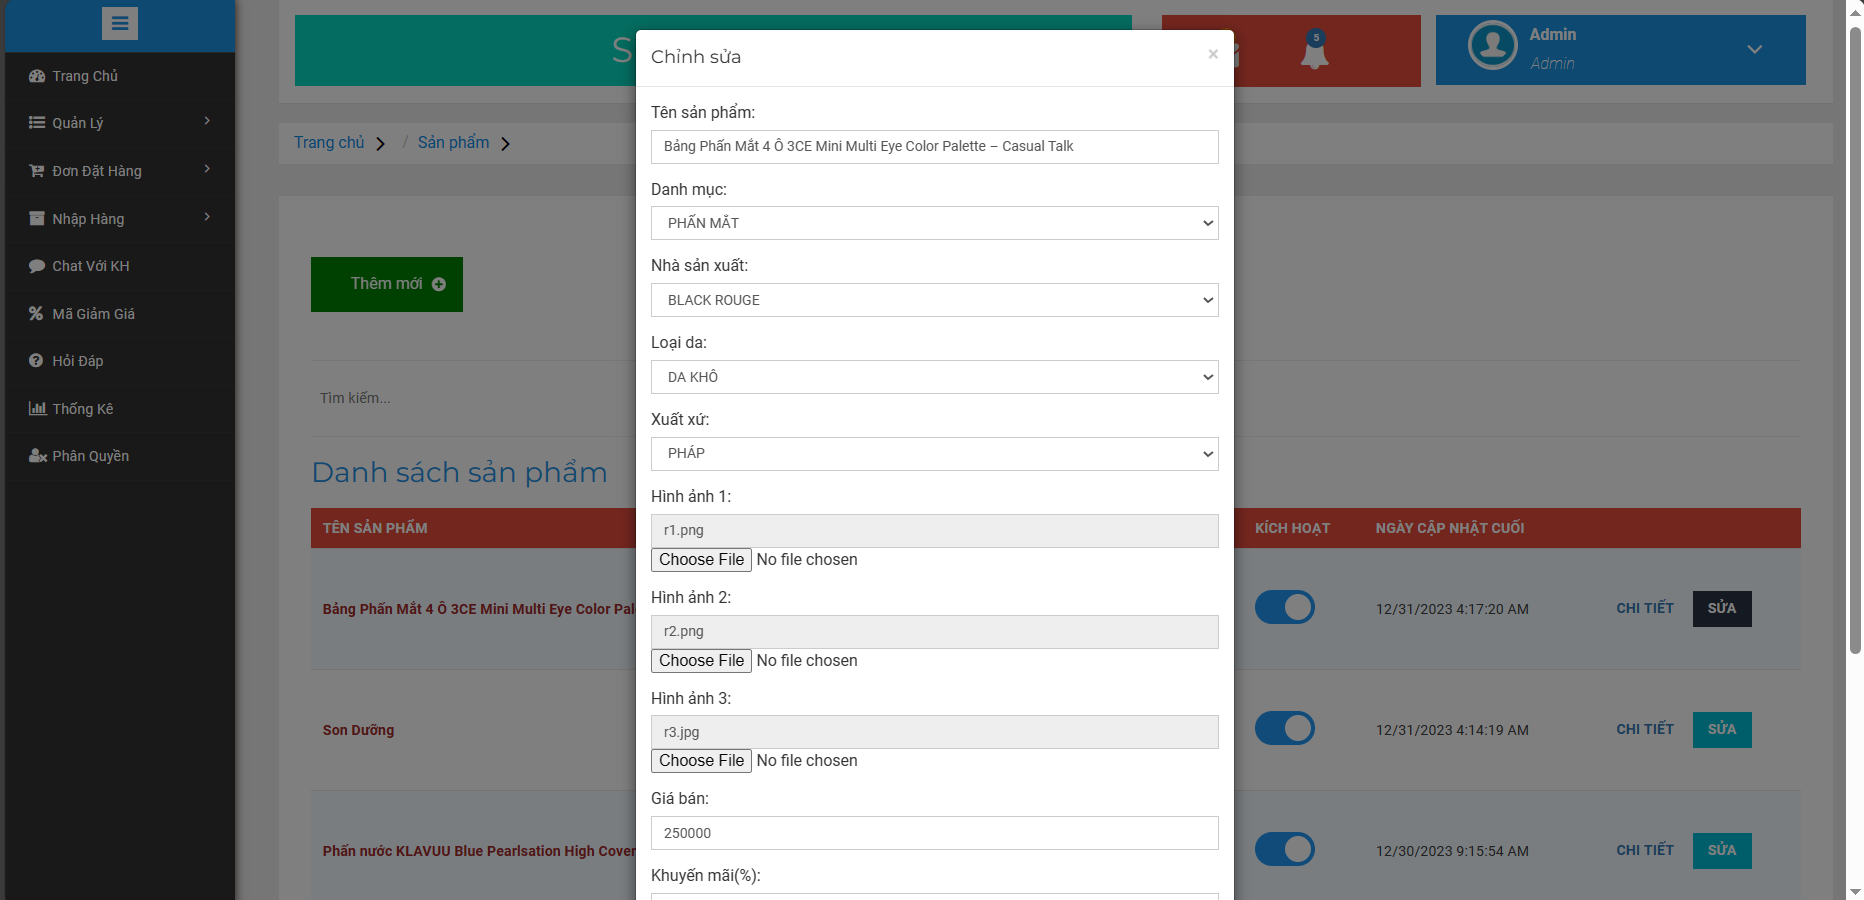 Trang Chủ
Quản Lý
Đơn Đặt Hàng
Nhập Hàng
Chat Với KH
Mã Giảm Giá
Hỏi Đáp
Thống Kê
Phân Quyền
S
5
Admin
Admin
Trang chủ / Sản phẩm
Thêm mới
Tìm kiếm...
Danh sách sản phẩm
TÊN SẢN PHẨM KÍCH HOẠT NGÀY CẬP NHẬT CUỐI
Bảng Phấn Mắt 4 Ô 3CE Mini Multi Eye Color Pal 12/31/2023 4:17:20 AM CHI TIẾT SỬA
Son Dưỡng 12/31/2023 4:14:19 AM CHI TIẾT SỬA
Phấn nước KLAVUU Blue Pearlsation High Cover 12/30/2023 9:15:54 AM CHI TIẾT SỬA
Chỉnh sửa ×
Tên sản phẩm:
Bảng Phấn Mắt 4 Ô 3CE Mini Multi Eye Color Palette – Casual Talk
Danh mục:
PHẤN MẮT
Nhà sản xuất:
BLACK ROUGE
Loại da:
DA KHÔ
Xuất xứ:
PHÁP
Hình ảnh 1:
r1.png
Choose File No file chosen
Hình ảnh 2:
r2.png
Choose File No file chosen
Hình ảnh 3:
r3.jpg
Choose File No file chosen
Giá bán:
250000
Khuyến mãi(%):